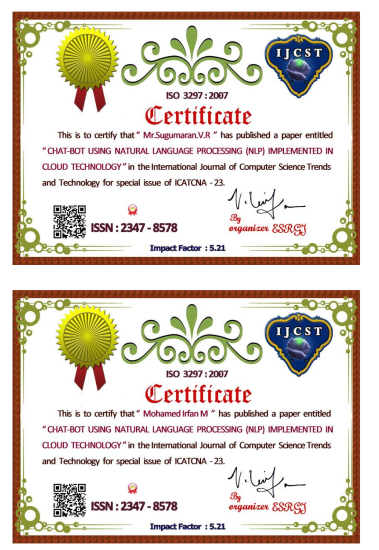 IJCST
ISO 3297 : 2007
Certificate
This is to certify that “ Mr.Sugumaran.V.R ” has published a paper entitled
“CHAT-BOT USING NATURAL LANGUAGE PROCESSING (NLP) IMPLEMENTED IN
CLOUD TECHNOLOGY” in the International Journal of Computer Science Trends
and Technology for special issue of ICATCNA - 23.
By
ISSN : 2347 - 8578
organizer ESRGJ
Impact Factor : 5.21
IJCST
ISO 3297 : 2007
Certificate
This is to certify that “ Mohamed Irfan M ” has published a paper entitled
“CHAT-BOT USING NATURAL LANGUAGE PROCESSING (NLP) IMPLEMENTED IN
CLOUD TECHNOLOGY” in the International Journal of Computer Science Trends
and Technology for special issue of ICATCNA - 23.
By
ISSN : 2347 - 8578
organizer ESRGJ
Impact Factor : 5.21